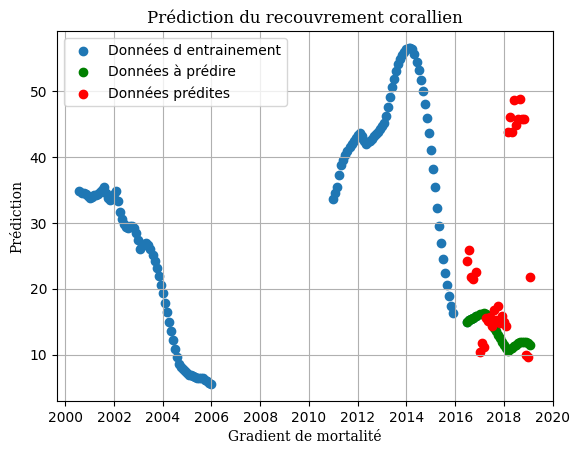 Prédiction du recouvrement corallien
Données d entrainement
Données à prédire
Données prédites
Prédiction
50
40
30
20
10
2000 2002 2004 2006 2008 2010 2012 2014 2016 2018 2020
Gradient de mortalité